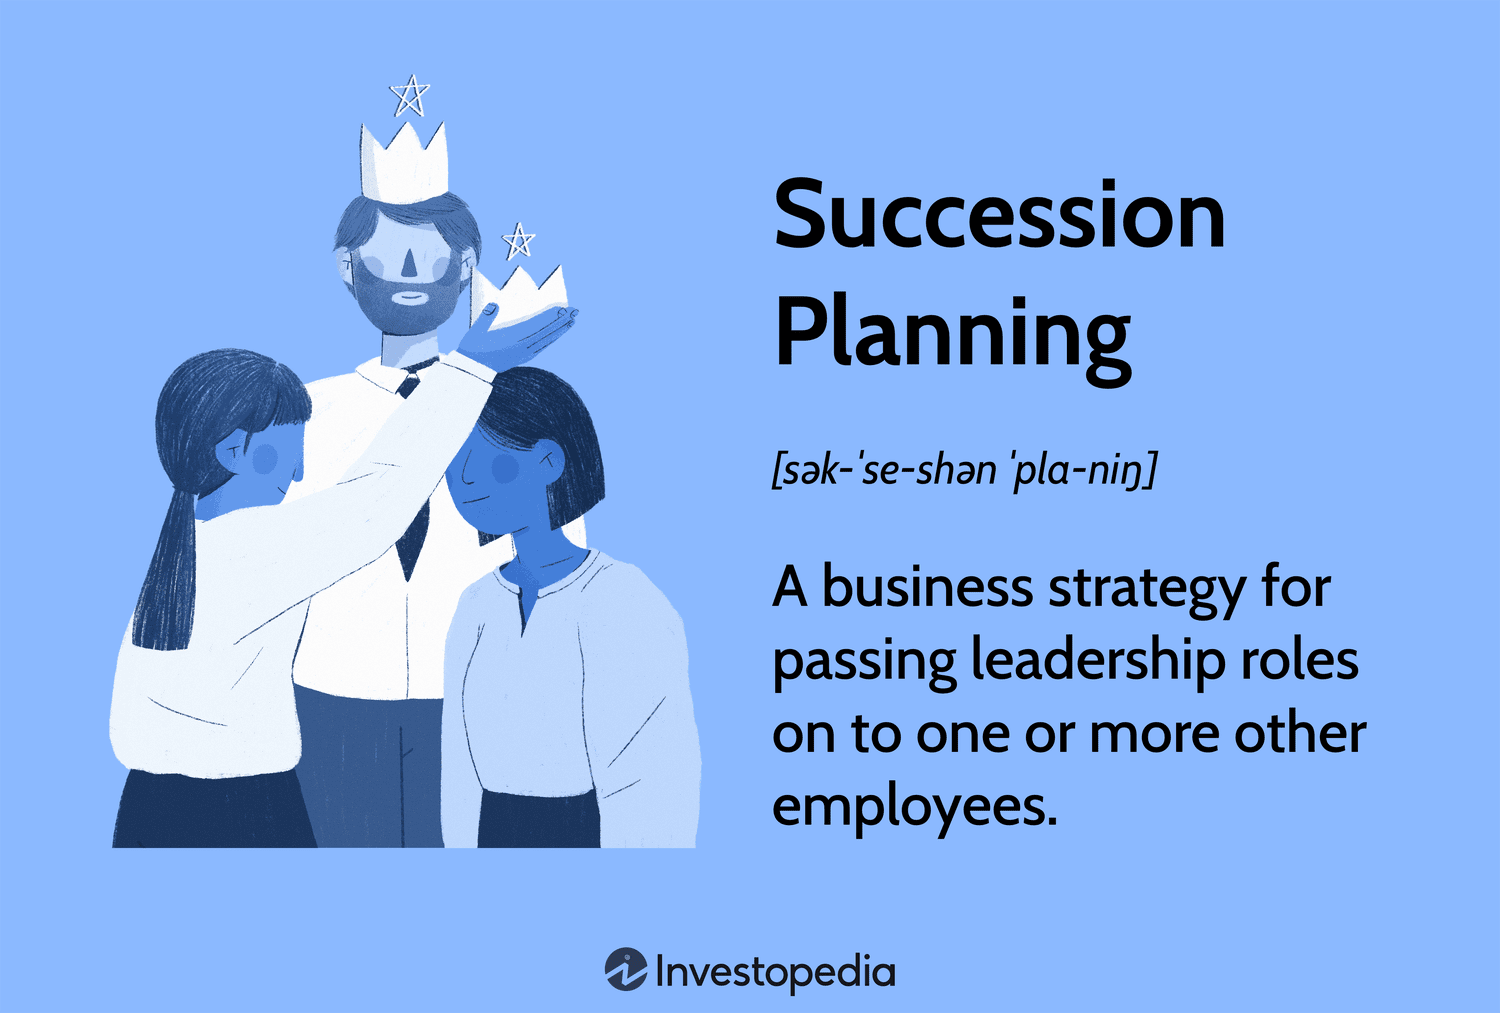 Succession
Planning
[sək-ˈse-shən ˈpla-niŋ]
A business strategy for
passing leadership roles
on to one or more other
employees.
Investopedia